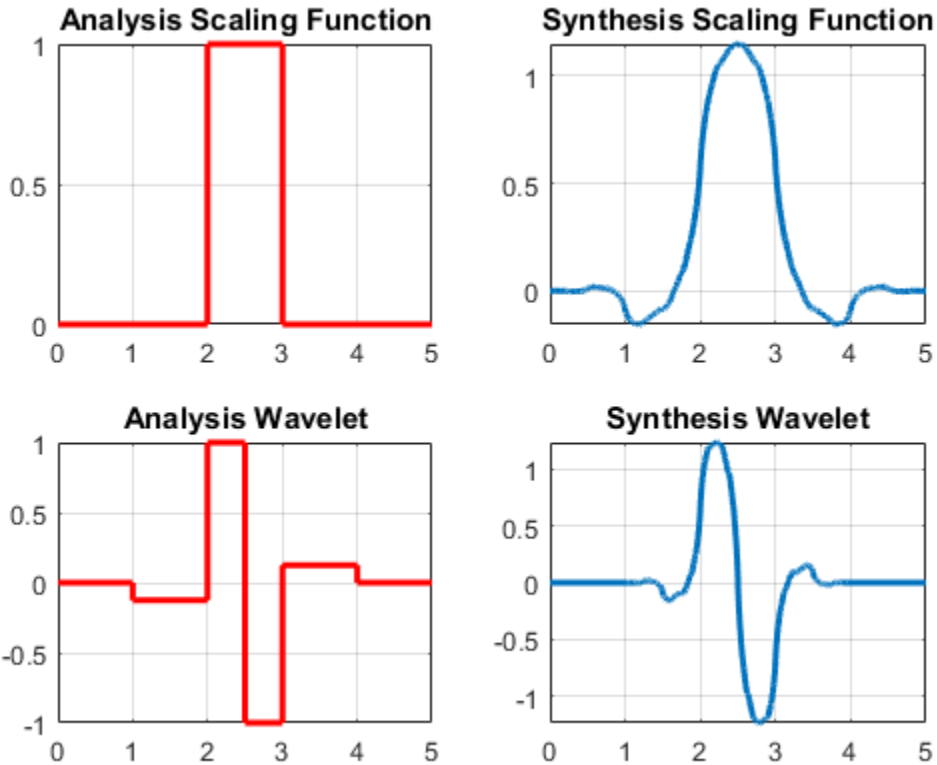 Analysis Scaling Function
1
0.5
0
0 1 2 3 4 5
Synthesis Scaling Function
1
0.5
0
0 1 2 3 4 5
Analysis Wavelet
1
0.5
0
-0.5
-1
0 1 2 3 4 5
Synthesis Wavelet
1
0.5
0
-0.5
-1
0 1 2 3 4 5